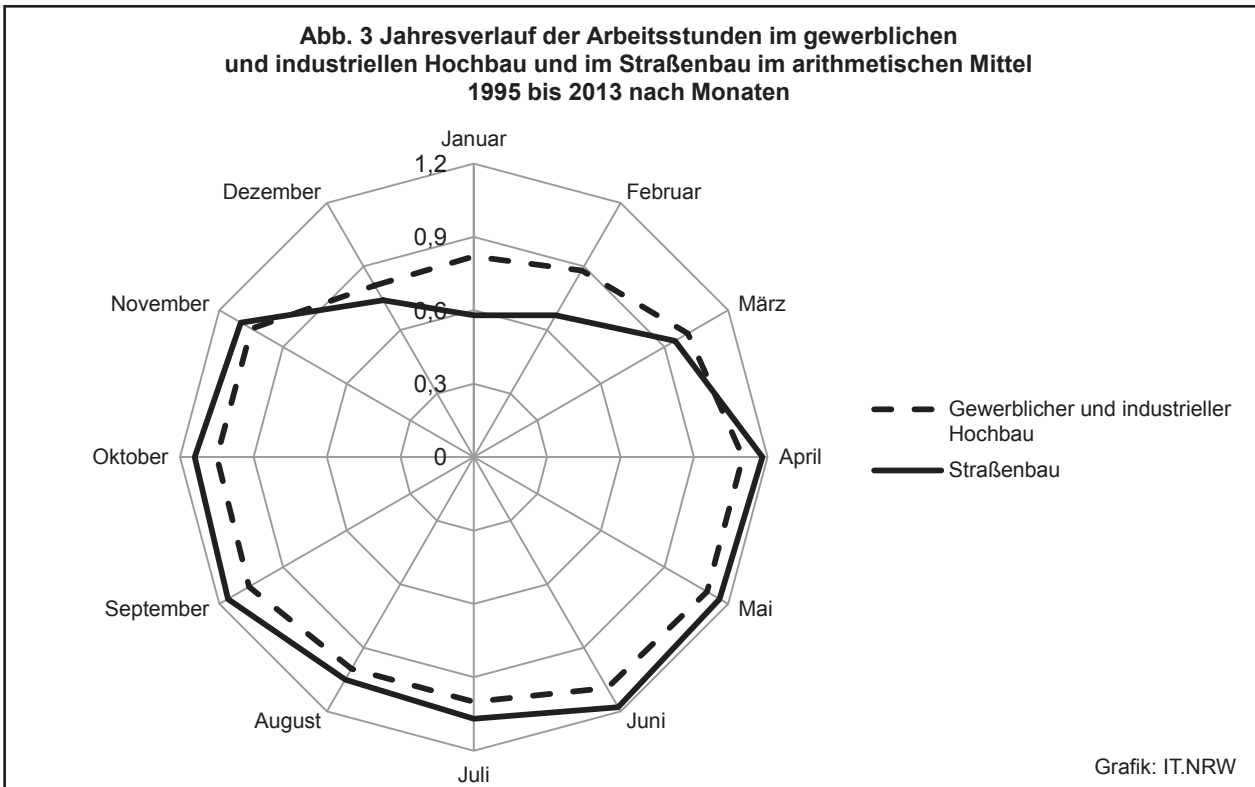 Abb. 3 Jahresverlauf der Arbeitsstunden im gewerblichen
und industriellen Hochbau und im Straßenbau im arithmetischen Mittel
1995 bis 2013 nach Monaten
Januar
1,2
Dezember
Februar
0,9
November
März
0,6
0,3
Gewerblicher und industrieller
Hochbau
Oktober
0
April
Straßenbau
September
Mai
August
Juni
Juli
Grafik: IT.NRW